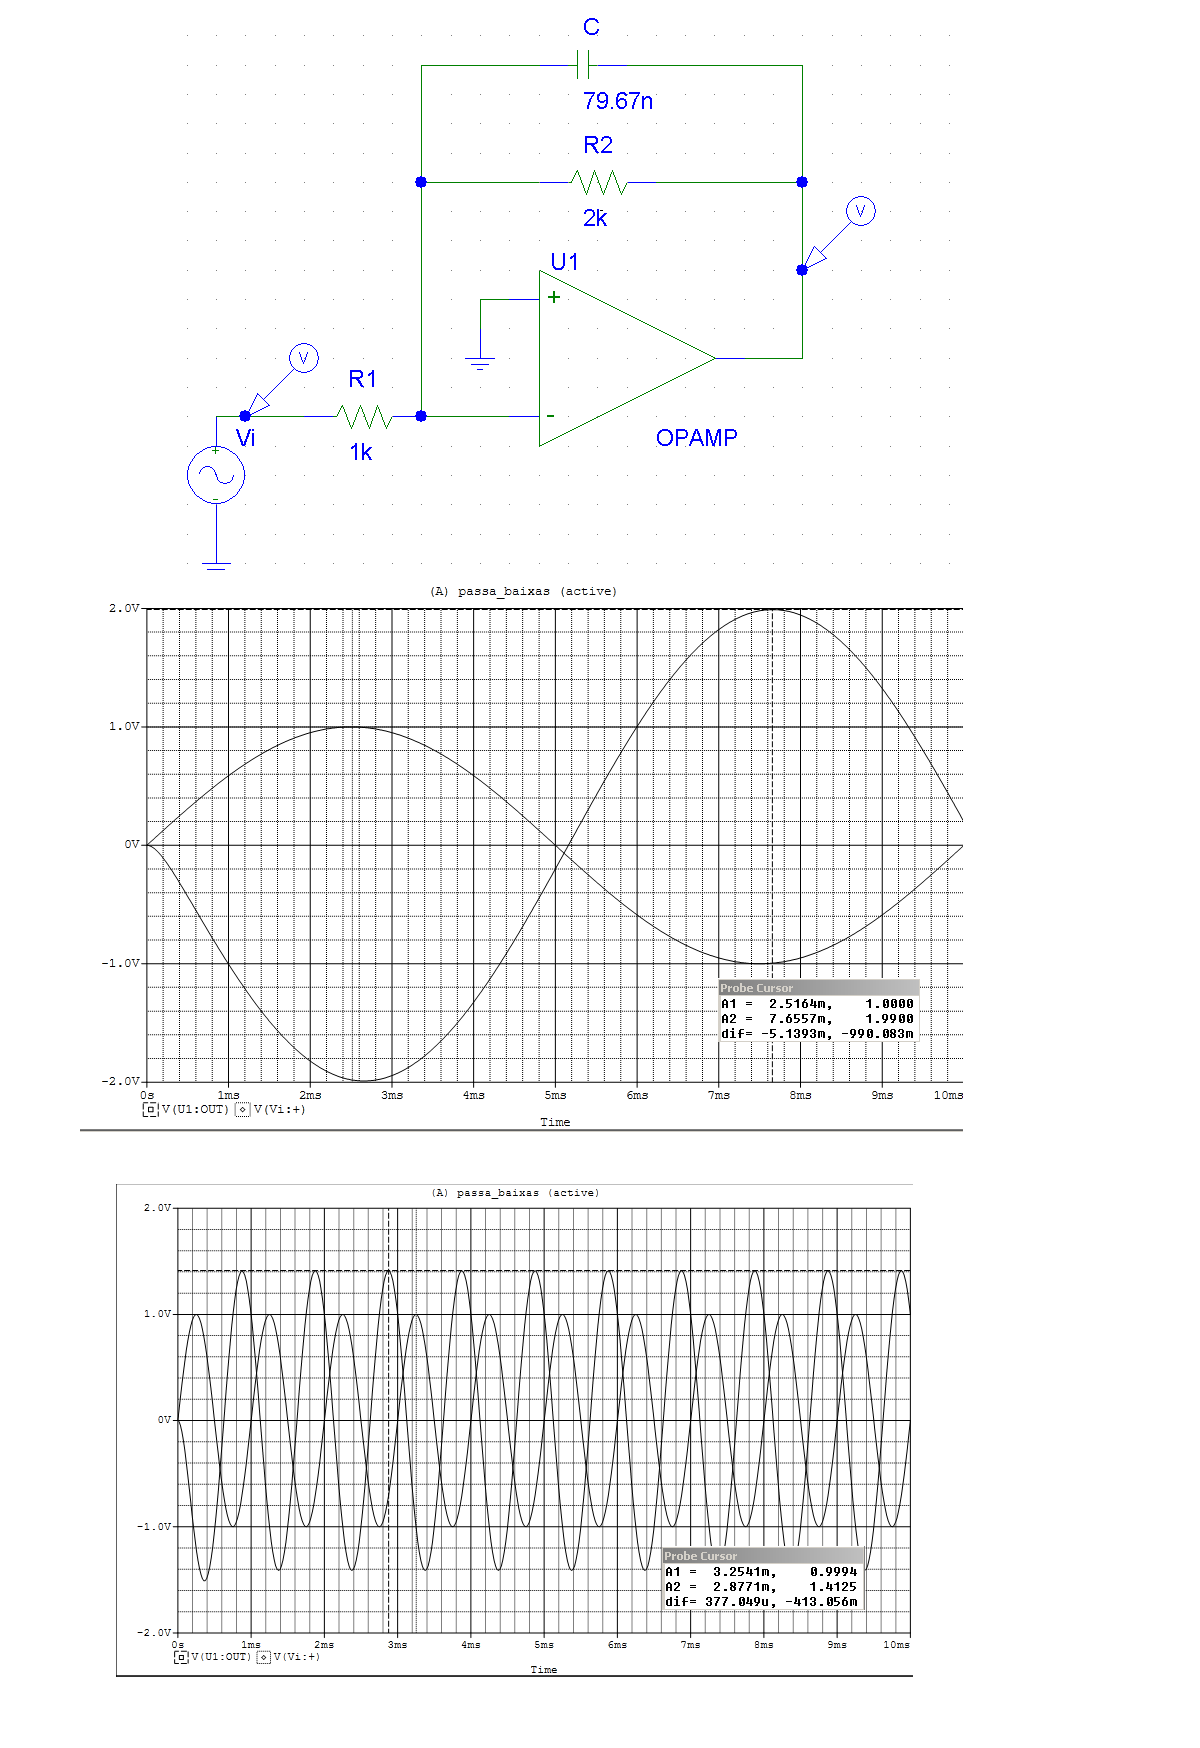 C
79.67n
R2
2k
V
U1
+
V
R1
-
Vi
OPAMP
1k
+
-
(A) passa_baixas (active)
2.0V
1.0V
0V
-1.0V
-2.0V
Probe Cursor
A1 = 2.5164m, 1.0000
A2 = 7.6557m, 1.9900
dif= -5.1393m, -990.083m
0s 1ms 2ms 3ms 4ms 5ms 6ms 7ms 8ms 9ms 10ms
V(U1:OUT) V(Vi:+)
Time
(A) passa_baixas (active)
2.0V
1.0V
0V
-1.0V
-2.0V
Probe Cursor
A1 = 3.2541m, 0.9994
A2 = 2.8771m, 1.4125
dif= 377.049u, -413.056m
0s 1ms 2ms 3ms 4ms 5ms 6ms 7ms 8ms 9ms 10ms
V(U1:OUT) V(Vi:+)
Time